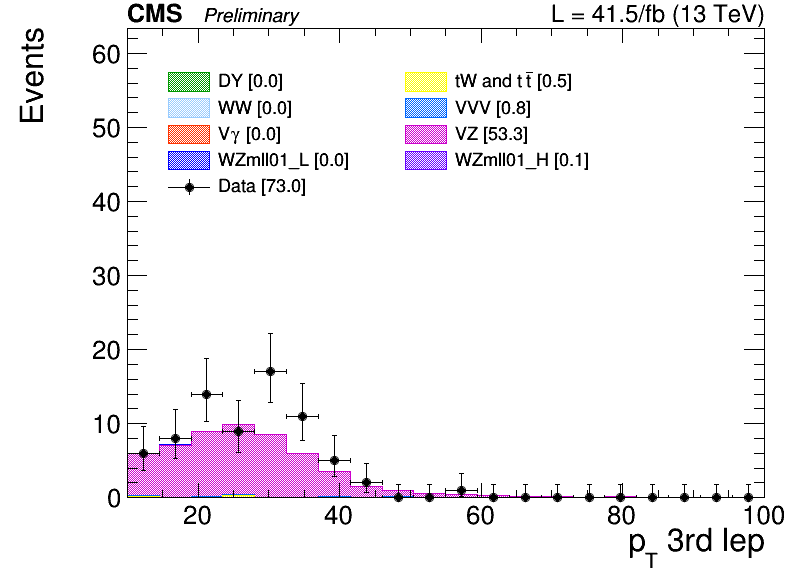 CMS Preliminary L = 41.5/fb (13 TeV)
Events
60
50
40
30
20
10
0
DY [0.0]
WW [0.0]
Vγ [0.0]
WZmll01_L [0.0]
Data [73.0]
tW and tt̄ [0.5]
VVV [0.8]
VZ [53.3]
WZmll01_H [0.1]
20 40 60 80 100
pT 3rd lep